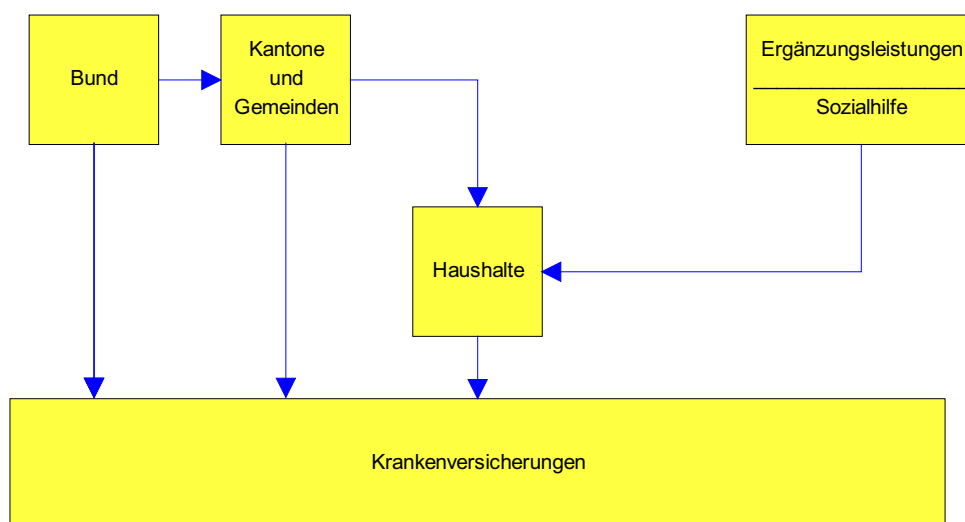 Bund
Kantone
und
Gemeinden
Ergänzungsleistungen
Sozialhilfe
Haushalte
Krankenversicherungen